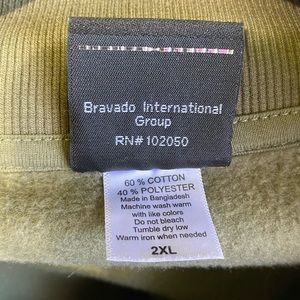 Bravado International
Group
RN# 102050
60 % COTTON
40 % POLYESTER
Made in Bangladesh
Machine wash warm
with like colors
Do not bleach
Tumble dry low
Warm iron when needed
2XL